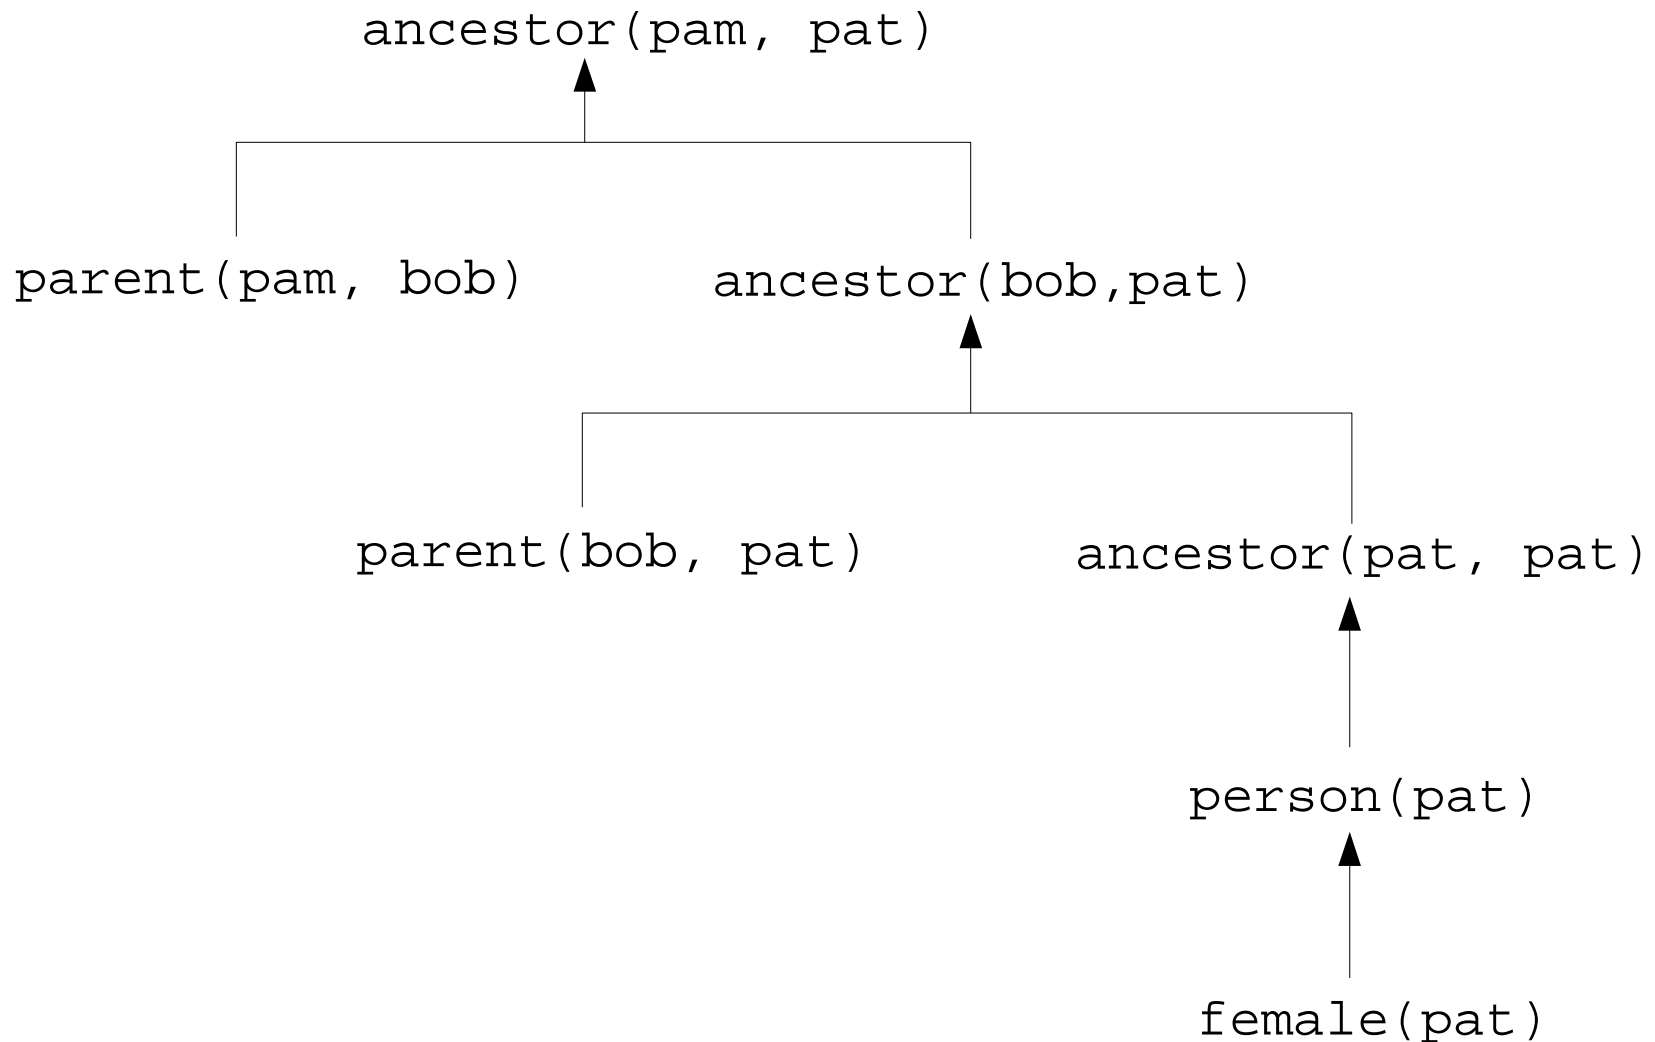 ancestor(pam, pat)
parent(pam, bob)
ancestor(bob,pat)
parent(bob, pat)
ancestor(pat, pat)
person(pat)
female(pat)